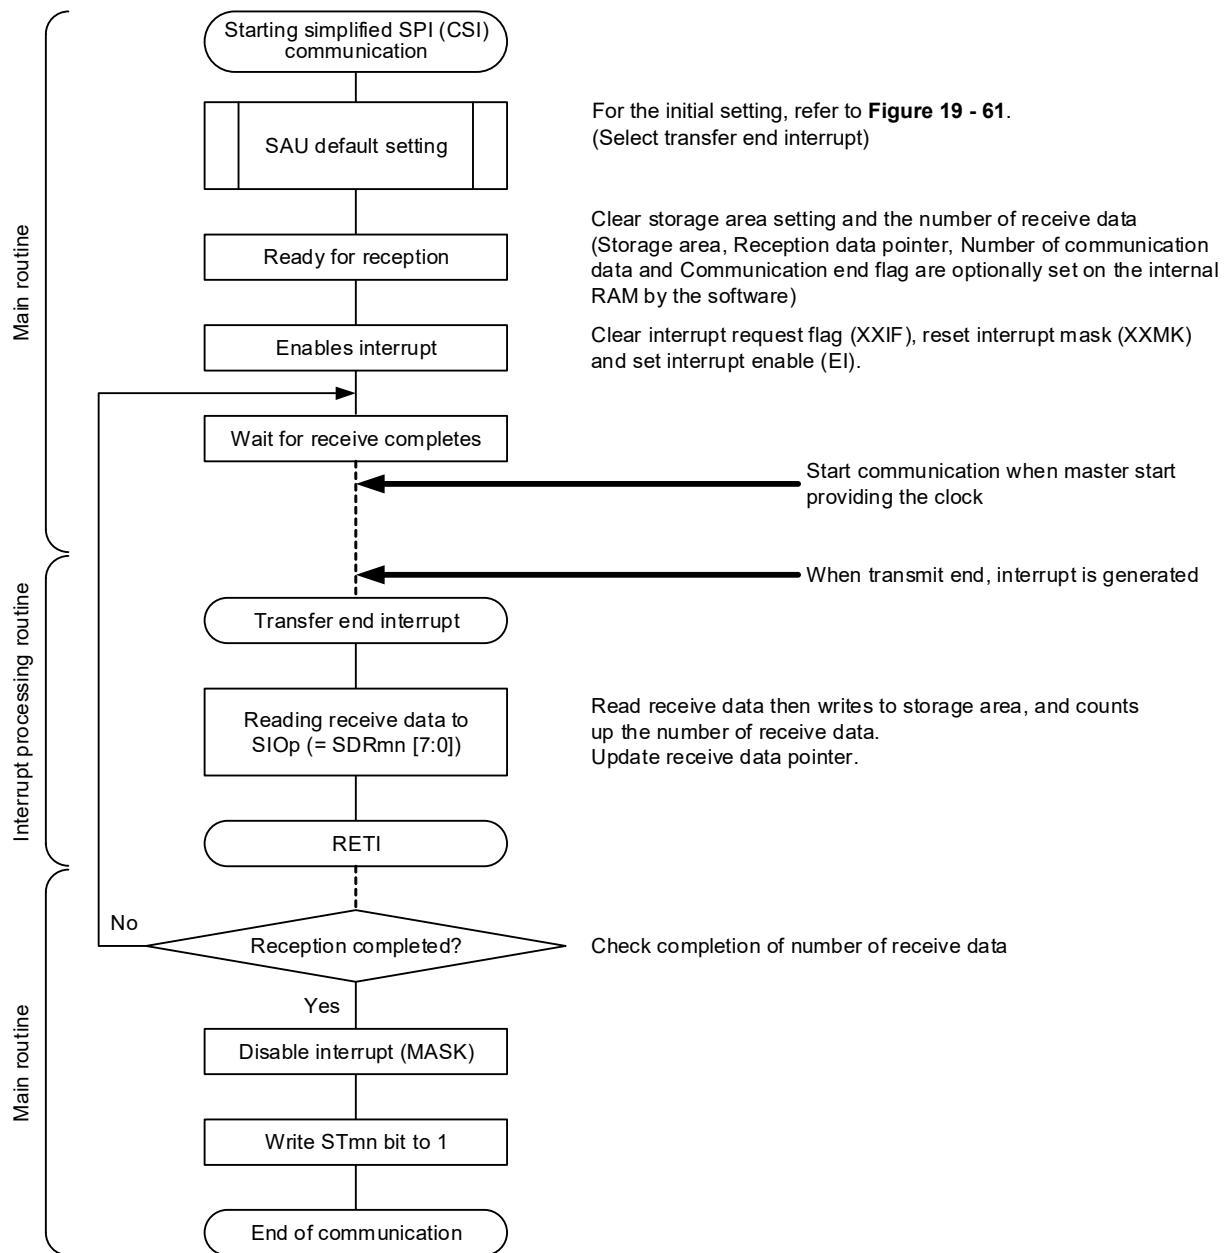 Starting simplified SPI (CSI)
communication
SAU default setting
For the initial setting, refer to Figure 19 - 61.
(Select transfer end interrupt)
Main routine
Ready for reception
Clear storage area setting and the number of receive data
(Storage area, Reception data pointer, Number of communication
data and Communication end flag are optionally set on the internal
RAM by the software)
Enables interrupt
Clear interrupt request flag (XXIF), reset interrupt mask (XXMK)
and set interrupt enable (EI).
Wait for receive completes
Start communication when master start
providing the clock
When transmit end, interrupt is generated
Interrupt processing routine
Transfer end interrupt
Reading receive data to
SIOp (= SDRmn [7:0])
Read receive data then writes to storage area, and counts
up the number of receive data.
Update receive data pointer.
RETI
Main routine
No
Reception completed?
Check completion of number of receive data
Yes
Disable interrupt (MASK)
Write STmn bit to 1
End of communication